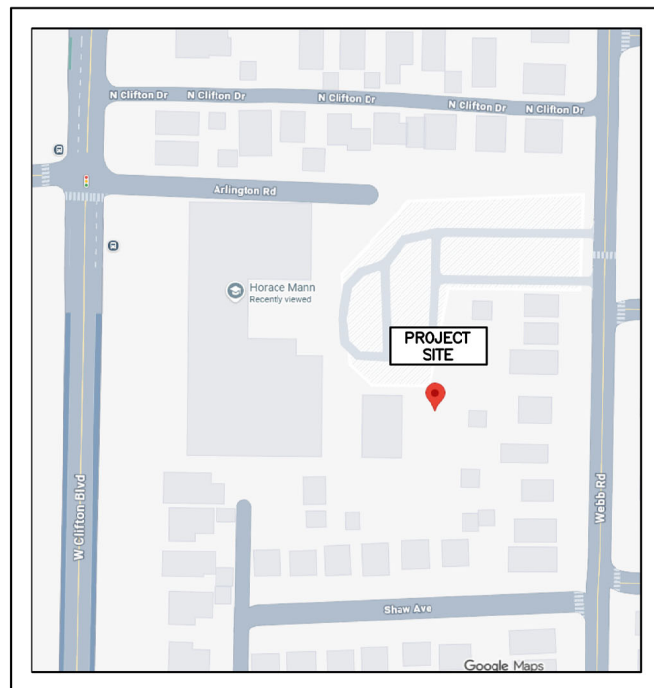 N Clifton Dr
N Clifton Dr
N Clifton Dr
N Clifton Dr
N Clifton Dr
Arlington Rd
Horace Mann
Recently viewed
PROJECT
SITE
W Clifton Blvd
Webb Rd
Shaw Ave
Google Maps